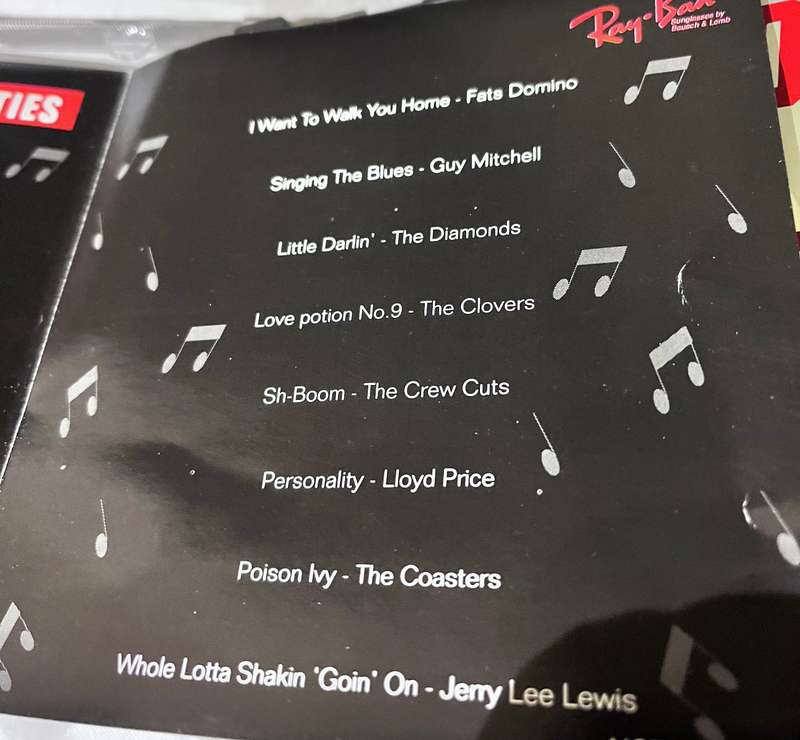 TIES
Ray-Ban
Sunglasses by
Bausch & Lomb
I Want To Walk You Home - Fats Domino
Singing The Blues - Guy Mitchell
Little Darlin' - The Diamonds
Love potion No.9 - The Clovers
Sh-Boom - The Crew Cuts
Personality - Lloyd Price
Poison Ivy - The Coasters
Whole Lotta Shakin 'Goin' On - Jerry Lee Lewis